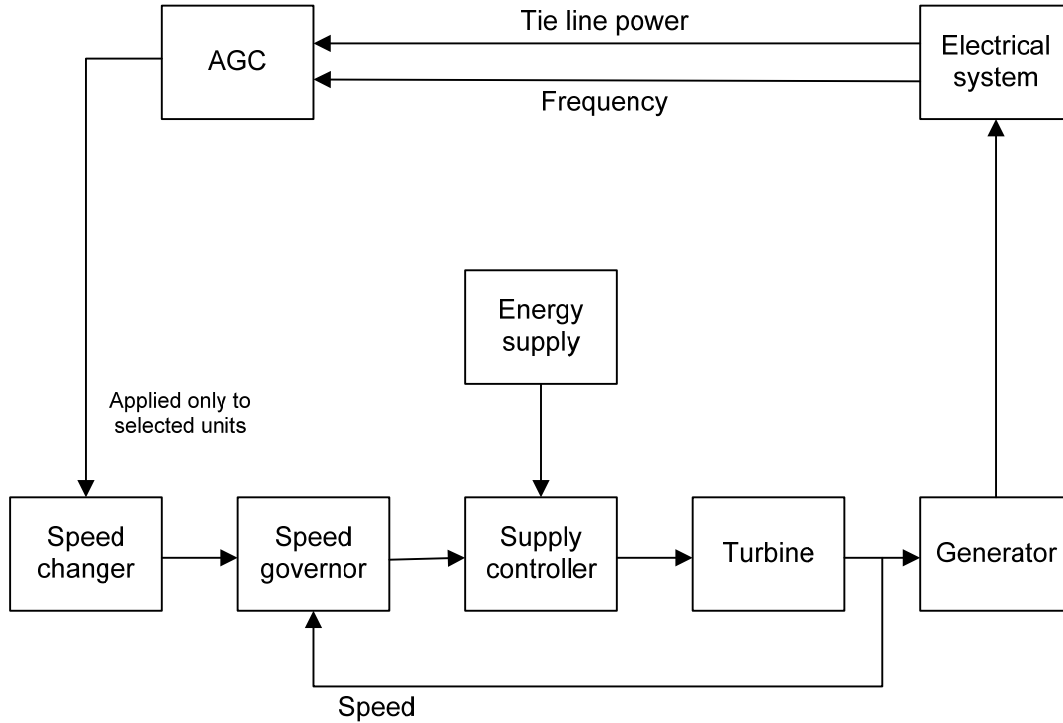 Tie line power
AGC
Electrical
system
Frequency
Energy
supply
Applied only to
selected units
Speed
changer
Speed
governor
Supply
controller
Turbine
Generator
Speed